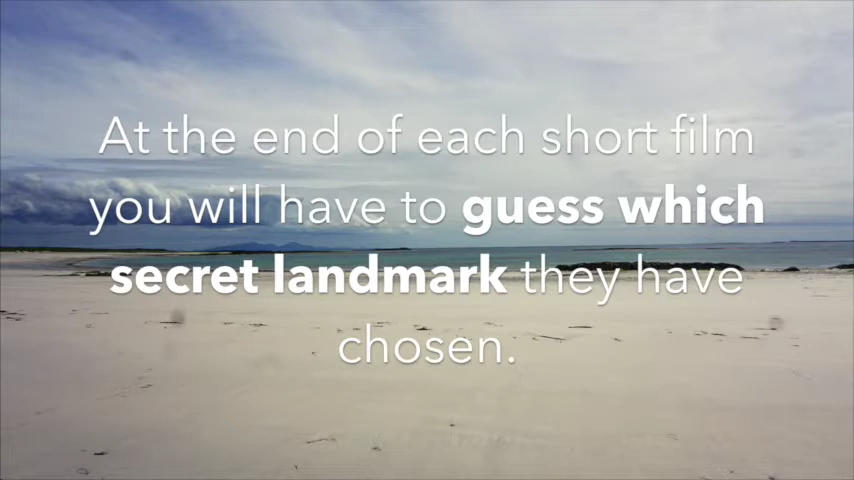 At the end of each short film
you will have to guess which
secret landmark they have
chosen.